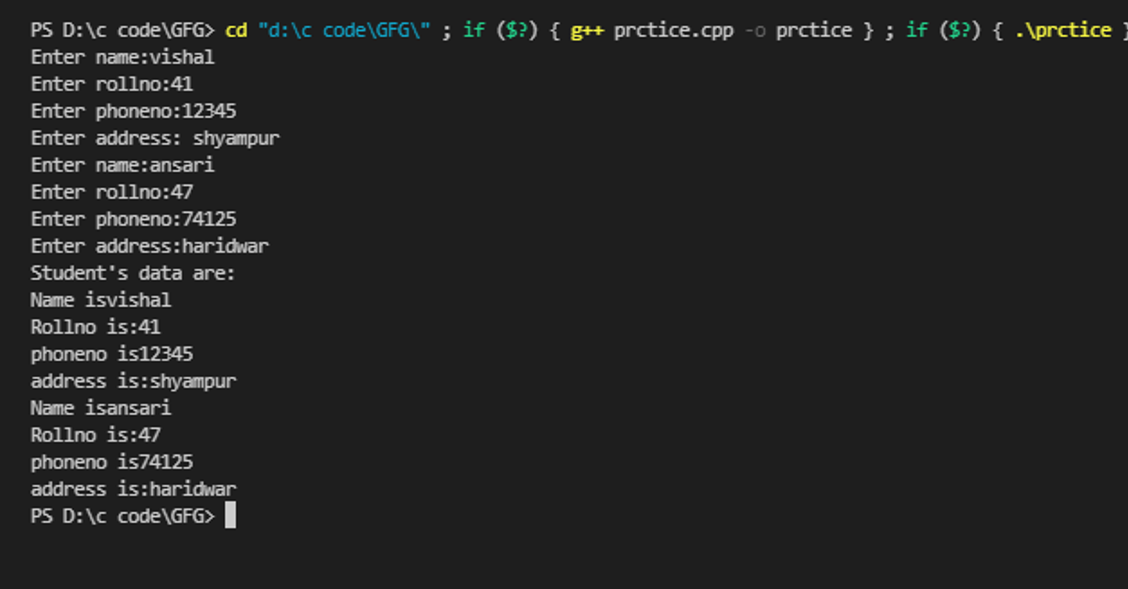 PS D:\c code\GFG> cd "d:\c code\GFG\" ; if ($?) { g++ prctice.cpp -o prctice } ; if ($?) { .\prctice }
Enter name:vishal
Enter rollno:41
Enter phoneno:12345
Enter address: shyampur
Enter name:ansari
Enter rollno:47
Enter phoneno:74125
Enter address:haridwar
Student's data are:
Name isvishal
Rollno is:41
phoneno is12345
address is:shyampur
Name isansari
Rollno is:47
phoneno is74125
address is:haridwar
PS D:\c code\GFG>